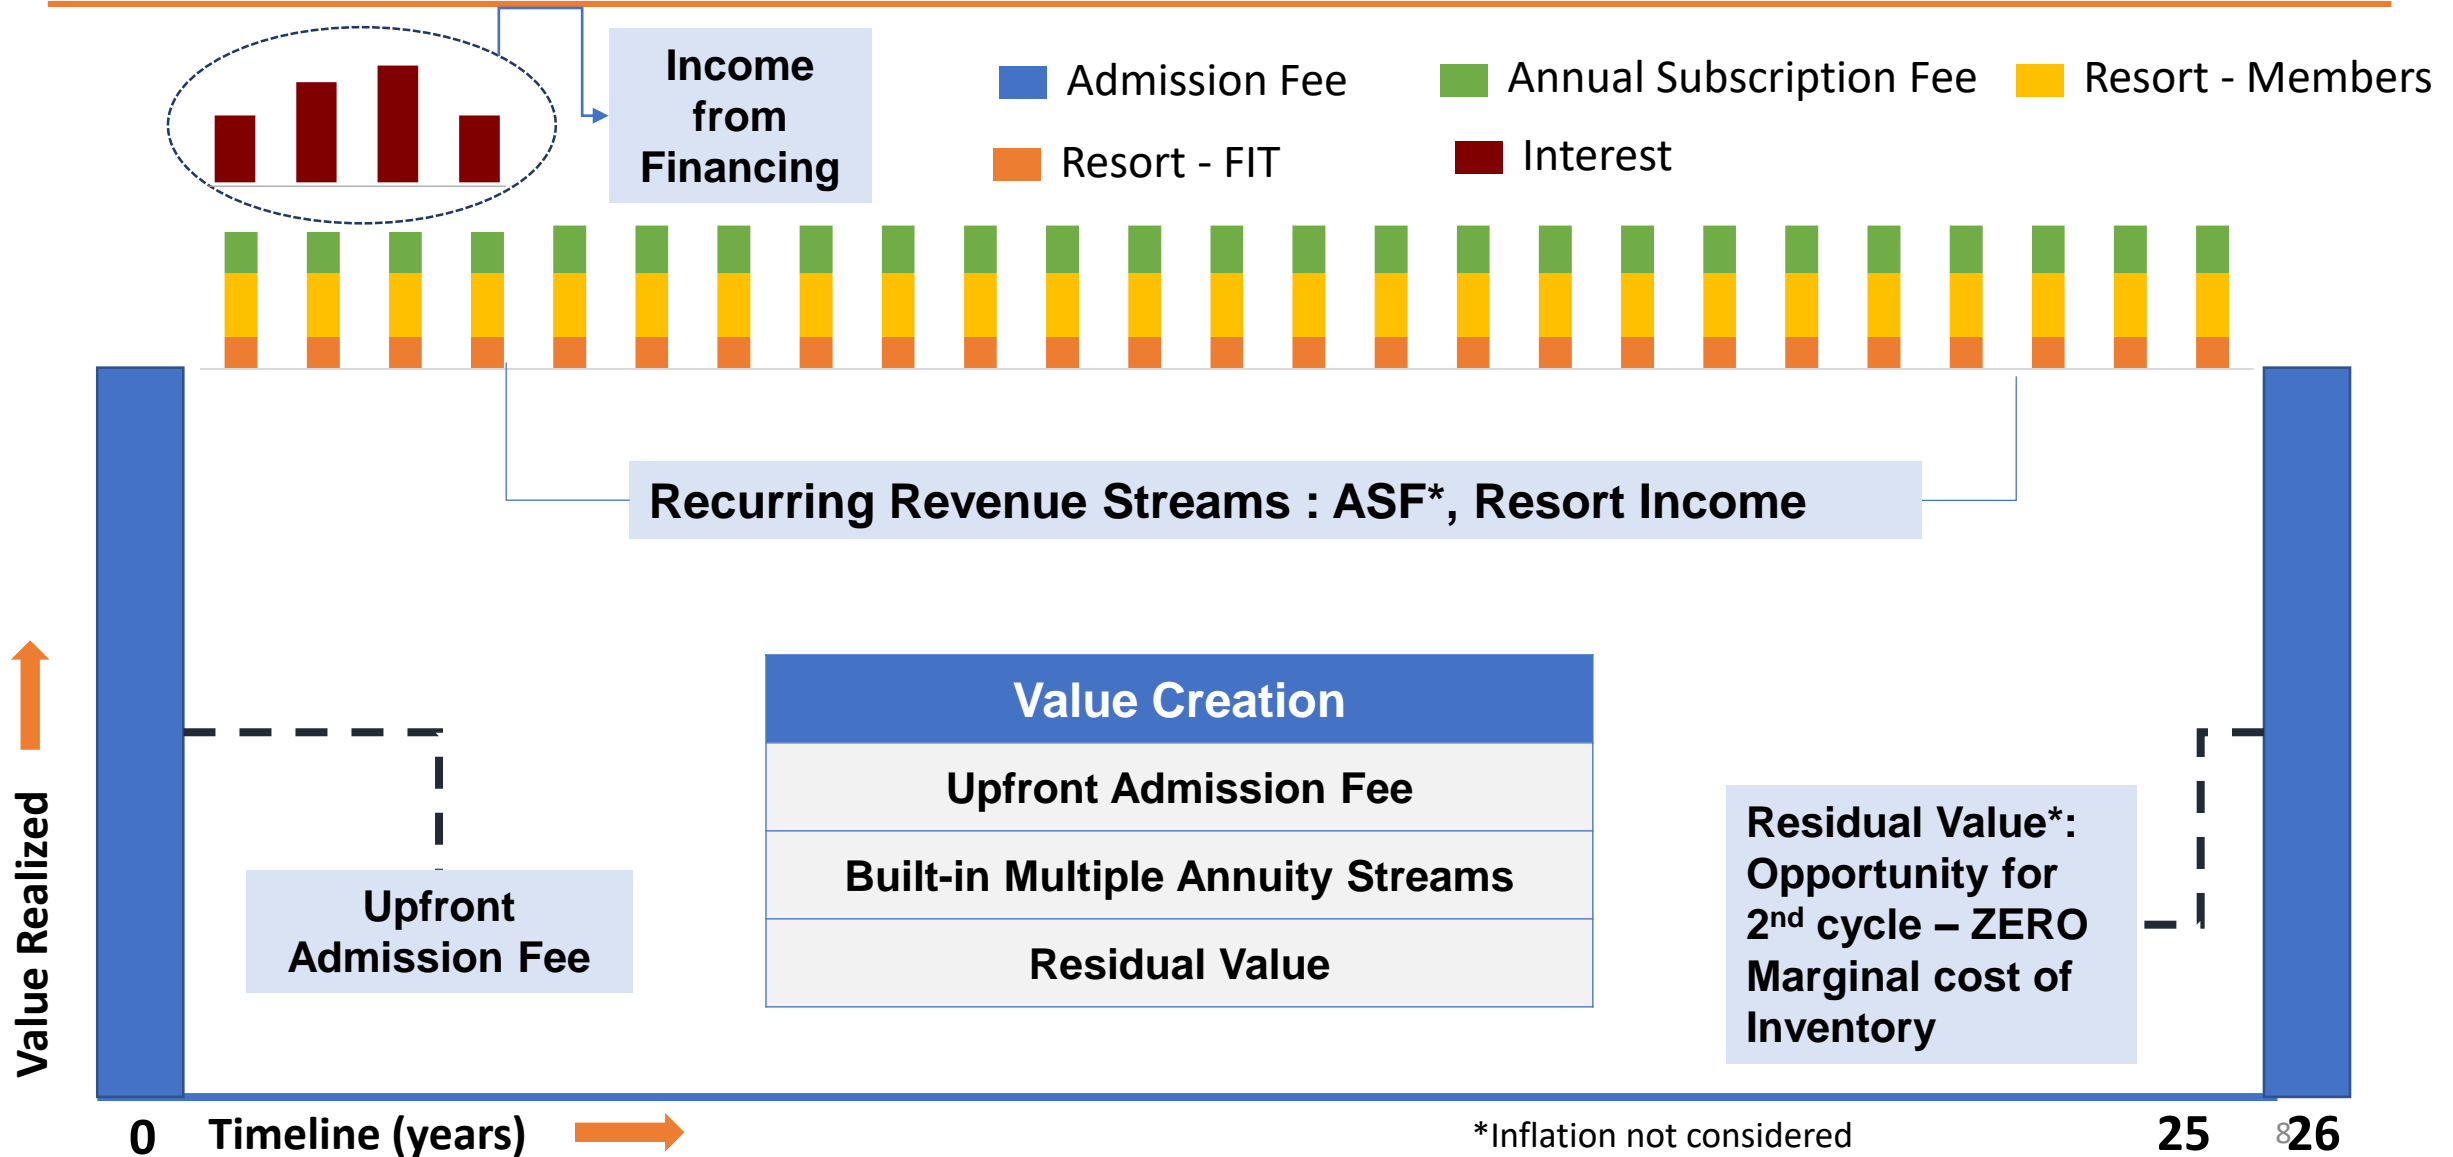 Income
from
Financing
Admission Fee
Annual Subscription Fee
Resort - Members
Resort - FIT
Interest
Recurring Revenue Streams : ASF*, Resort Income
Value Creation
Upfront Admission Fee
Built-in Multiple Annuity Streams
Residual Value
Upfront
Admission Fee
Residual Value*:
Opportunity for
2nd cycle – ZERO
Marginal cost of
Inventory
Value Realized
0
Timeline (years)
*Inflation not considered
25
8
26